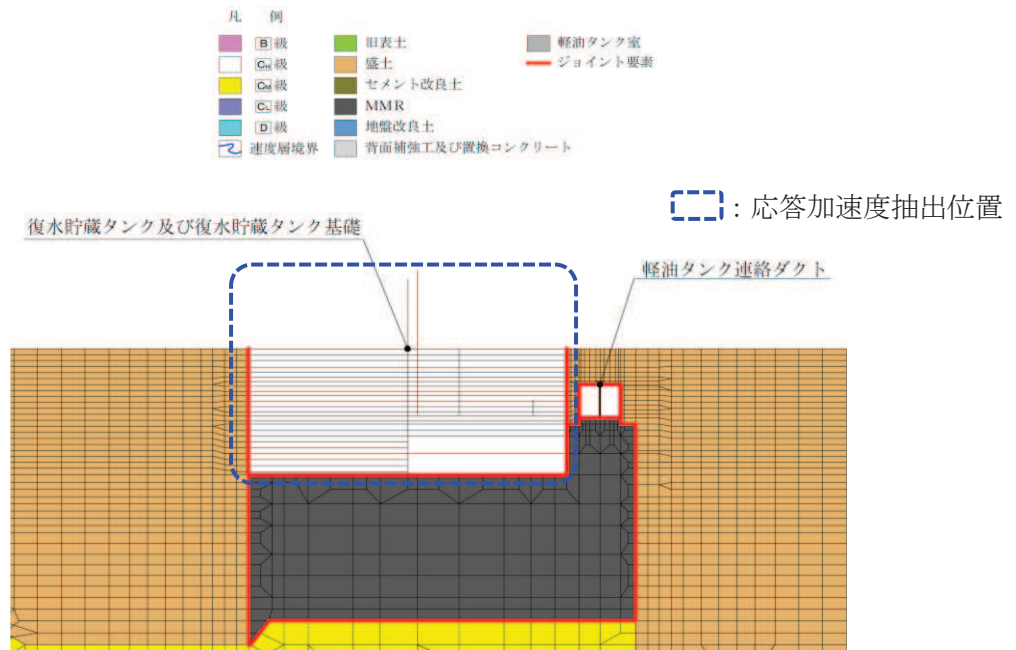 凡 例
B 級
CH 級
CM 級
CL 級
D 級
速度層境界
旧表土
盛土
セメント改良土
MMR
地盤改良土
背面補強工及び置換コンクリート
軽油タンク室
ジョイント要素
：応答加速度抽出位置
復水貯蔵タンク及び復水貯蔵タンク基礎
軽油タンク連絡ダクト